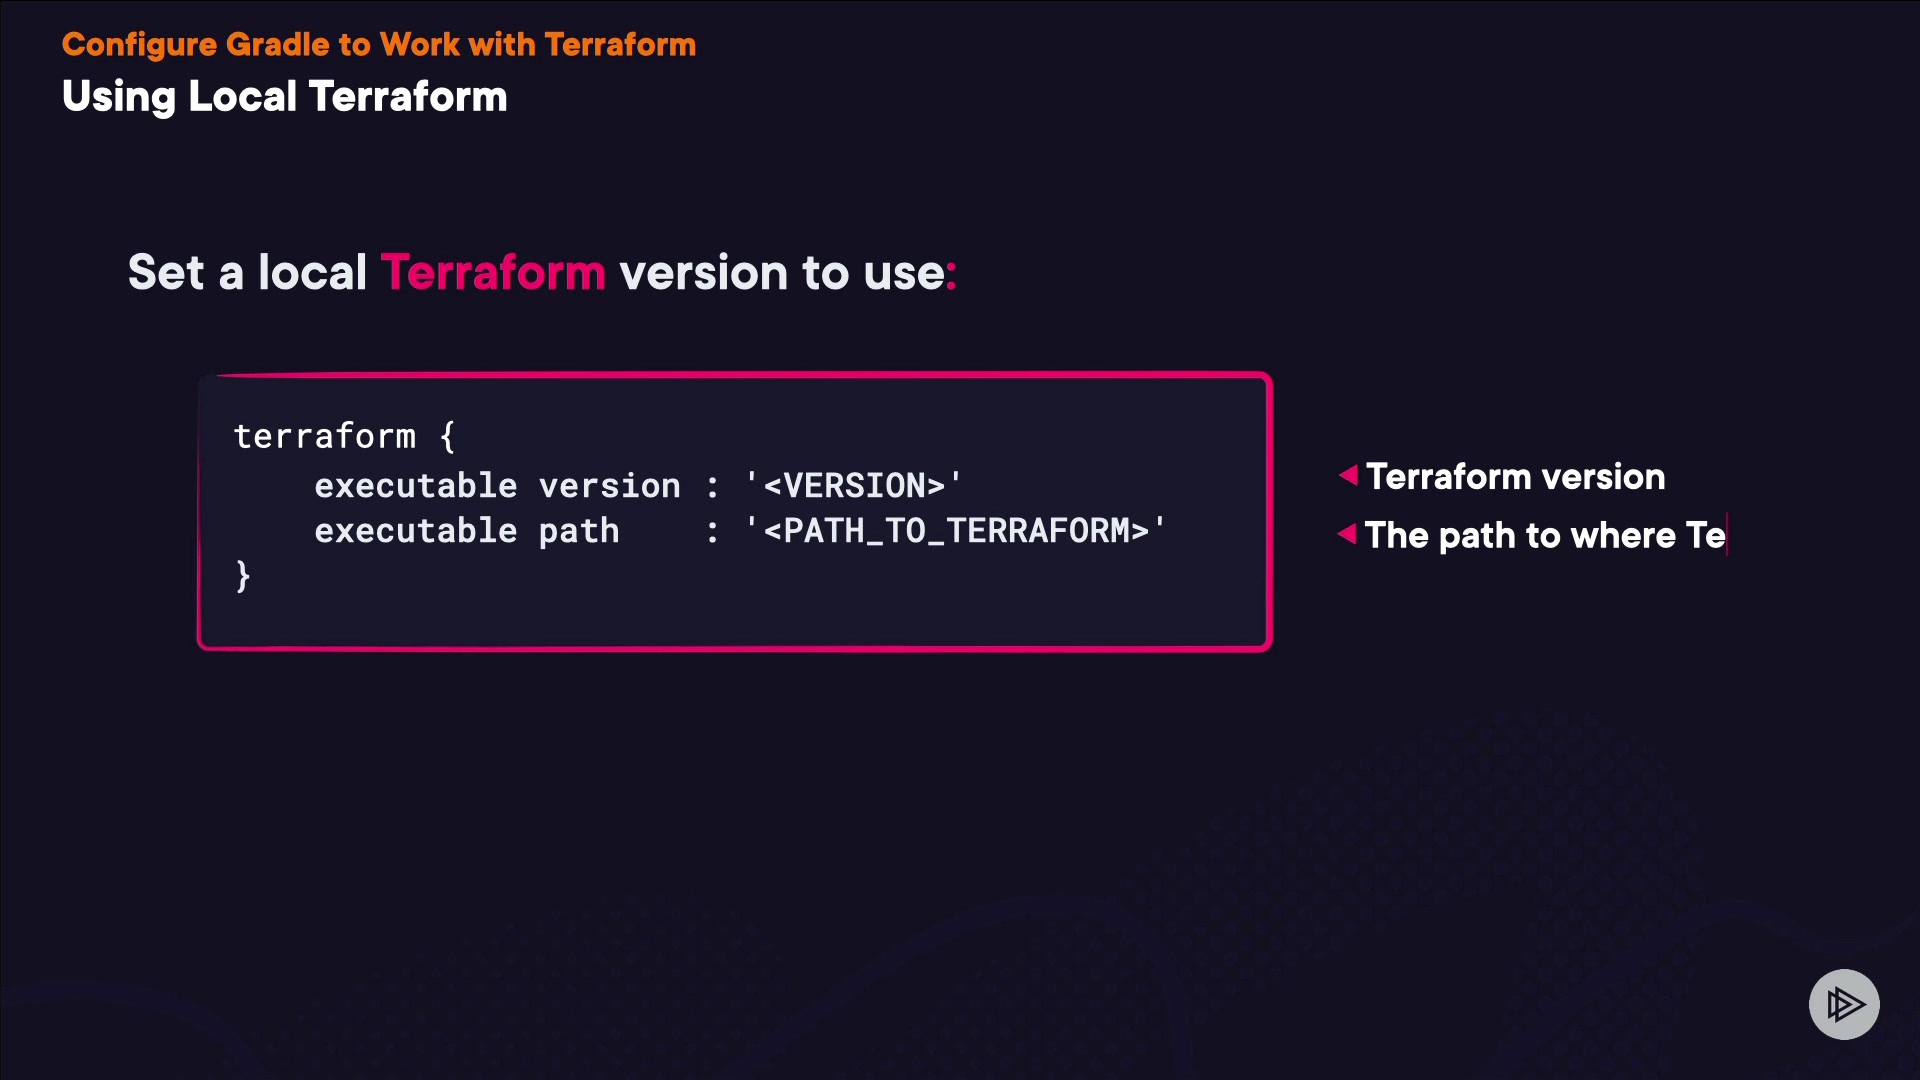 Configure Gradle to Work with Terraform
Using Local Terraform
Set a local Terraform version to use:
terraform {
    executable version : '<VERSION>'
    executable path    : '<PATH_TO_TERRAFORM>'
}
Terraform version
The path to where Te